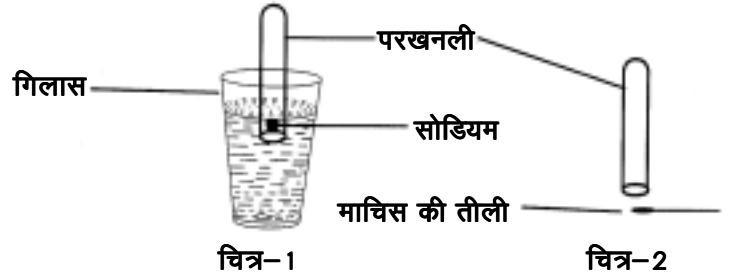 परखनली
गिलास
सोडियम
माचिस की तीली
चित्र-1
चित्र-2